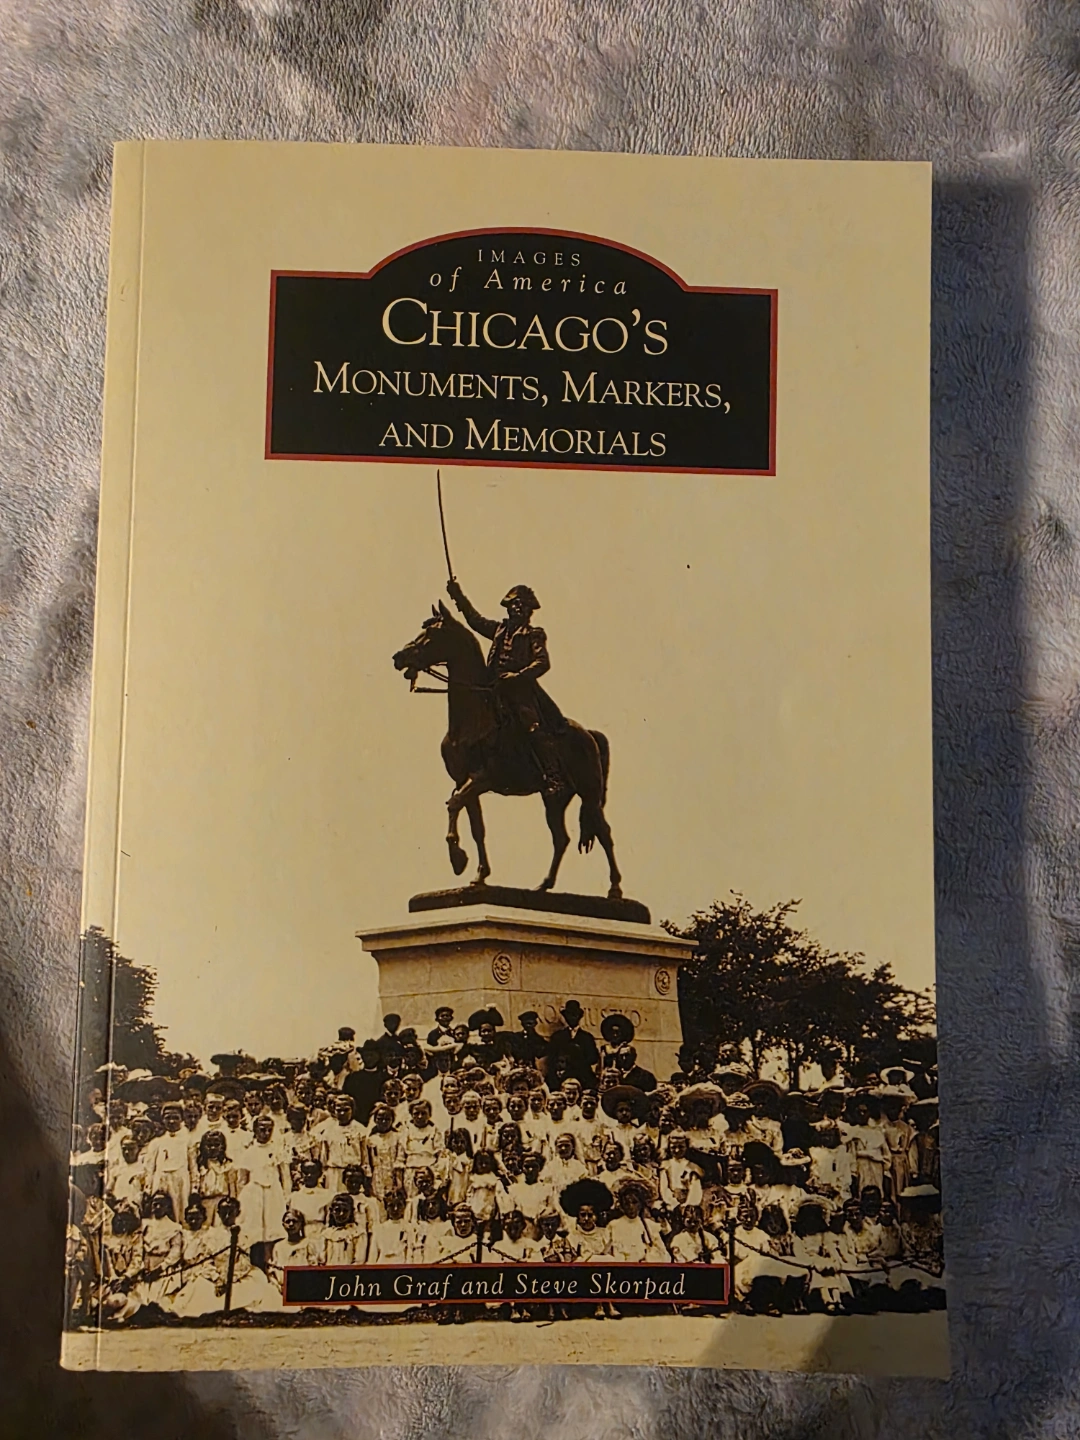 IMAGES
of America
CHICAGO'S
MONUMENTS, MARKERS,
AND MEMORIALS
John Graf and Steve Skorpad